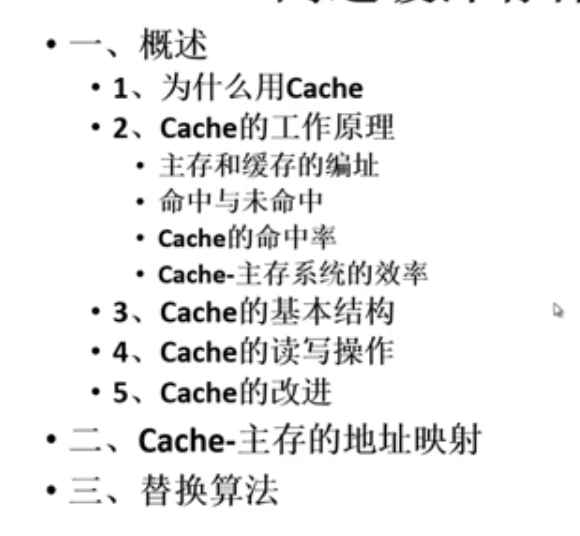 • 一、概述
• 1、为什么用Cache
• 2、Cache的工作原理
• 主存和缓存的编址
• 命中与未命中
• Cache的命中率
• Cache-主存系统的效率
• 3、Cache的基本结构
• 4、Cache的读写操作
• 5、Cache的改进
• 二、Cache-主存的地址映射
• 三、替换算法